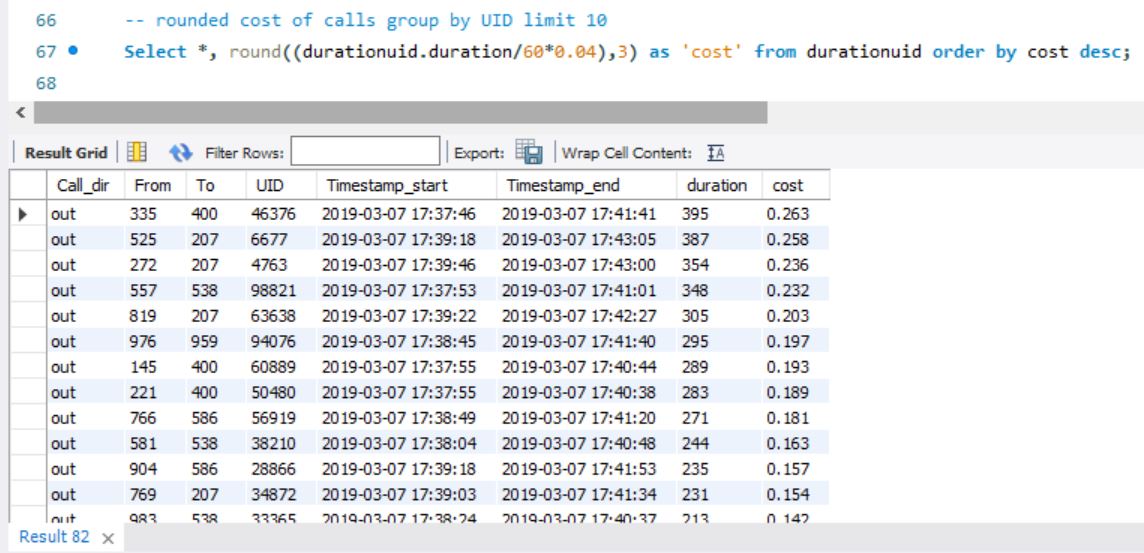 66 -- rounded cost of calls group by UID limit 10
67 Select *, round((durationuid.duration/60*0.04),3) as 'cost' from durationuid order by cost desc;
68
Result Grid Filter Rows: Export: Wrap Cell Content:
Call_dir From To UID Timestamp_start Timestamp_end duration cost
out 335 400 46376 2019-03-07 17:37:46 2019-03-07 17:41:41 395 0.263
out 525 207 6677 2019-03-07 17:39:18 2019-03-07 17:43:05 387 0.258
out 272 207 4763 2019-03-07 17:39:46 2019-03-07 17:43:00 354 0.236
out 557 538 98821 2019-03-07 17:37:53 2019-03-07 17:41:01 348 0.232
out 819 207 63638 2019-03-07 17:39:22 2019-03-07 17:42:27 305 0.203
out 976 959 94076 2019-03-07 17:38:45 2019-03-07 17:41:40 295 0.197
out 145 400 60889 2019-03-07 17:37:55 2019-03-07 17:40:44 289 0.193
out 221 400 50480 2019-03-07 17:37:55 2019-03-07 17:40:38 283 0.189
out 766 586 56919 2019-03-07 17:38:49 2019-03-07 17:41:20 271 0.181
out 581 538 38210 2019-03-07 17:38:04 2019-03-07 17:40:48 244 0.163
out 904 586 28866 2019-03-07 17:39:18 2019-03-07 17:41:53 235 0.157
out 769 207 34872 2019-03-07 17:39:03 2019-03-07 17:41:34 231 0.154
out 983 538 33365 2019-03-07 17:38:24 2019-03-07 17:40:37 213 0.142
Result 82